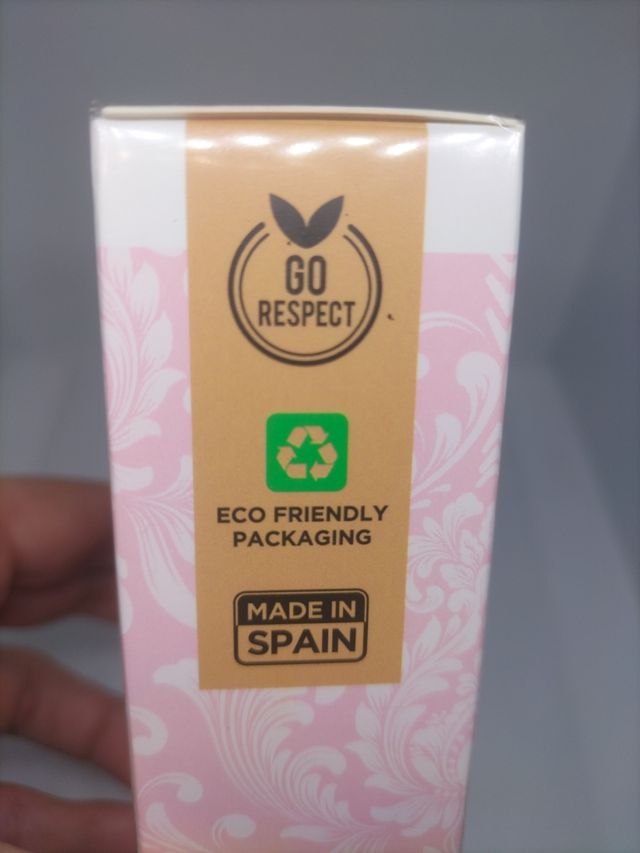 GO
RESPECT
ECO FRIENDLY
PACKAGING
MADE IN
SPAIN